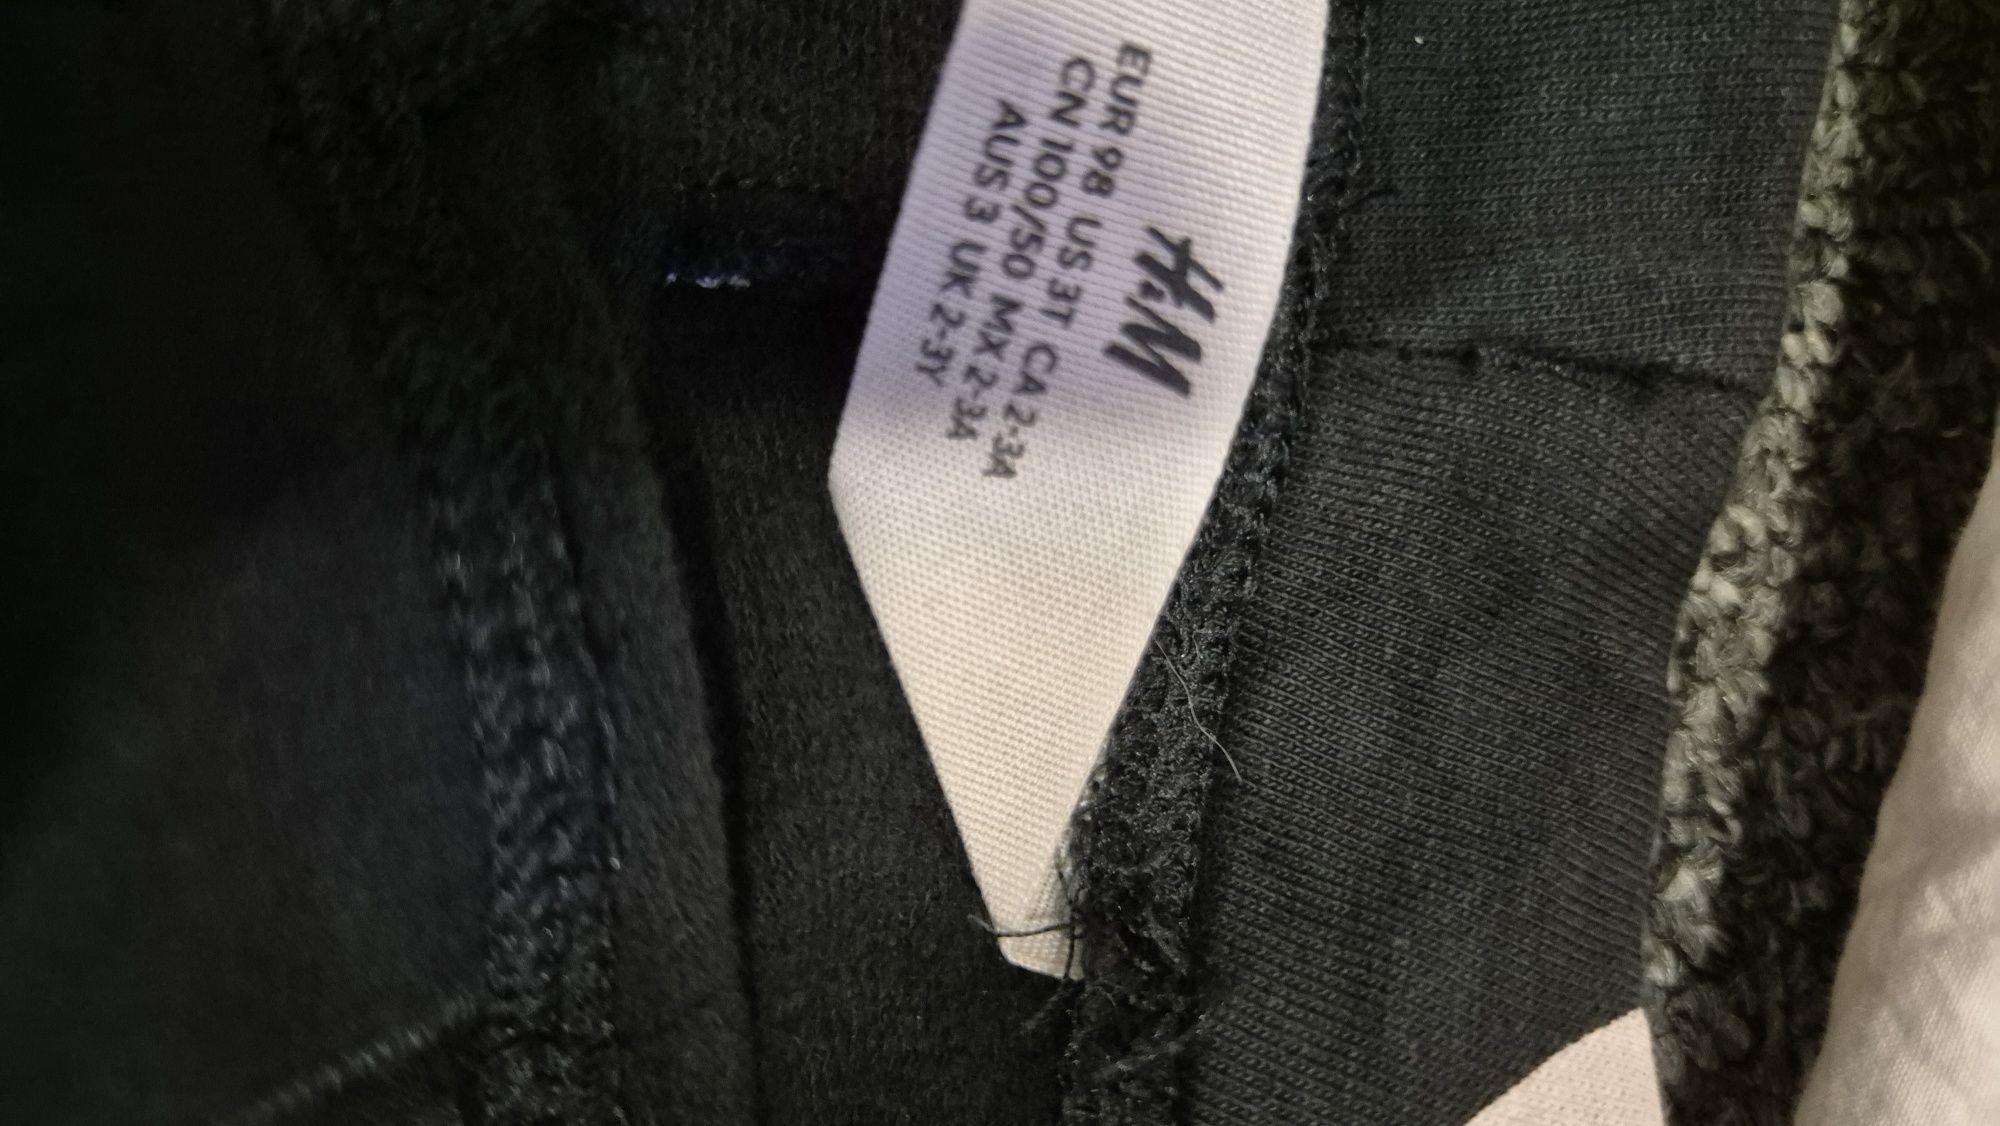 H&M
EUR 98 US 3T CA 2-3A
CN 100/50 MX 2-3A
AUS 3 UK 2-3Y